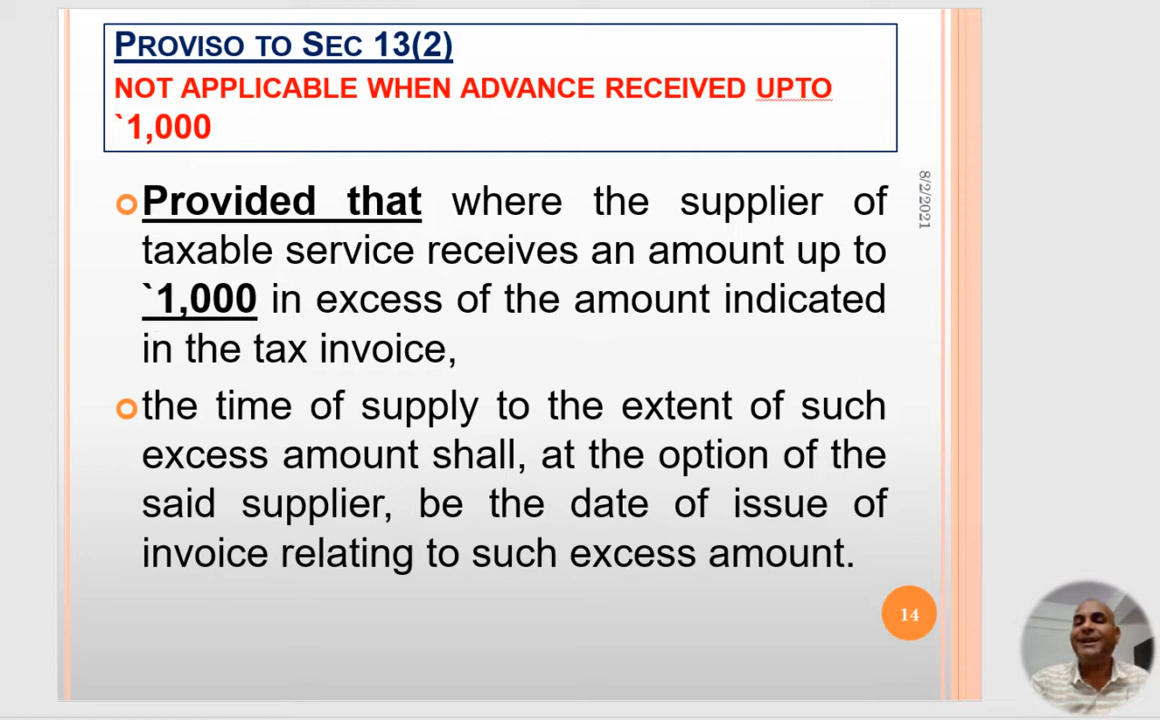 PROVISO TO SEC 13(2)
NOT APPLICABLE WHEN ADVANCE RECEIVED UPTO
`1,000
Provided that where the supplier of
taxable service receives an amount up to
`1,000 in excess of the amount indicated
in the tax invoice,
the time of supply to the extent of such
excess amount shall, at the option of the
said supplier, be the date of issue of
invoice relating to such excess amount.
8/2/2021
14